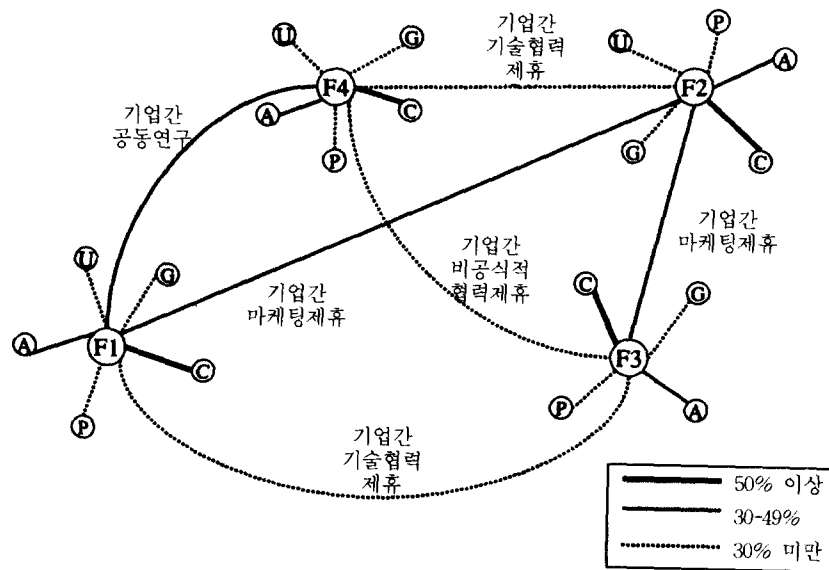 기업간
기술협력
제휴
U
G
F4
A
C
P
U
P
A
F2
G
C
기업간
공동연구
기업간
마케팅제휴
기업간
비공식적
협력제휴
기업간
마케팅제휴
U
G
A
F1
C
P
C
G
F3
P
A
기업간
기술협력
제휴
50% 이상
30-49%
30% 미만